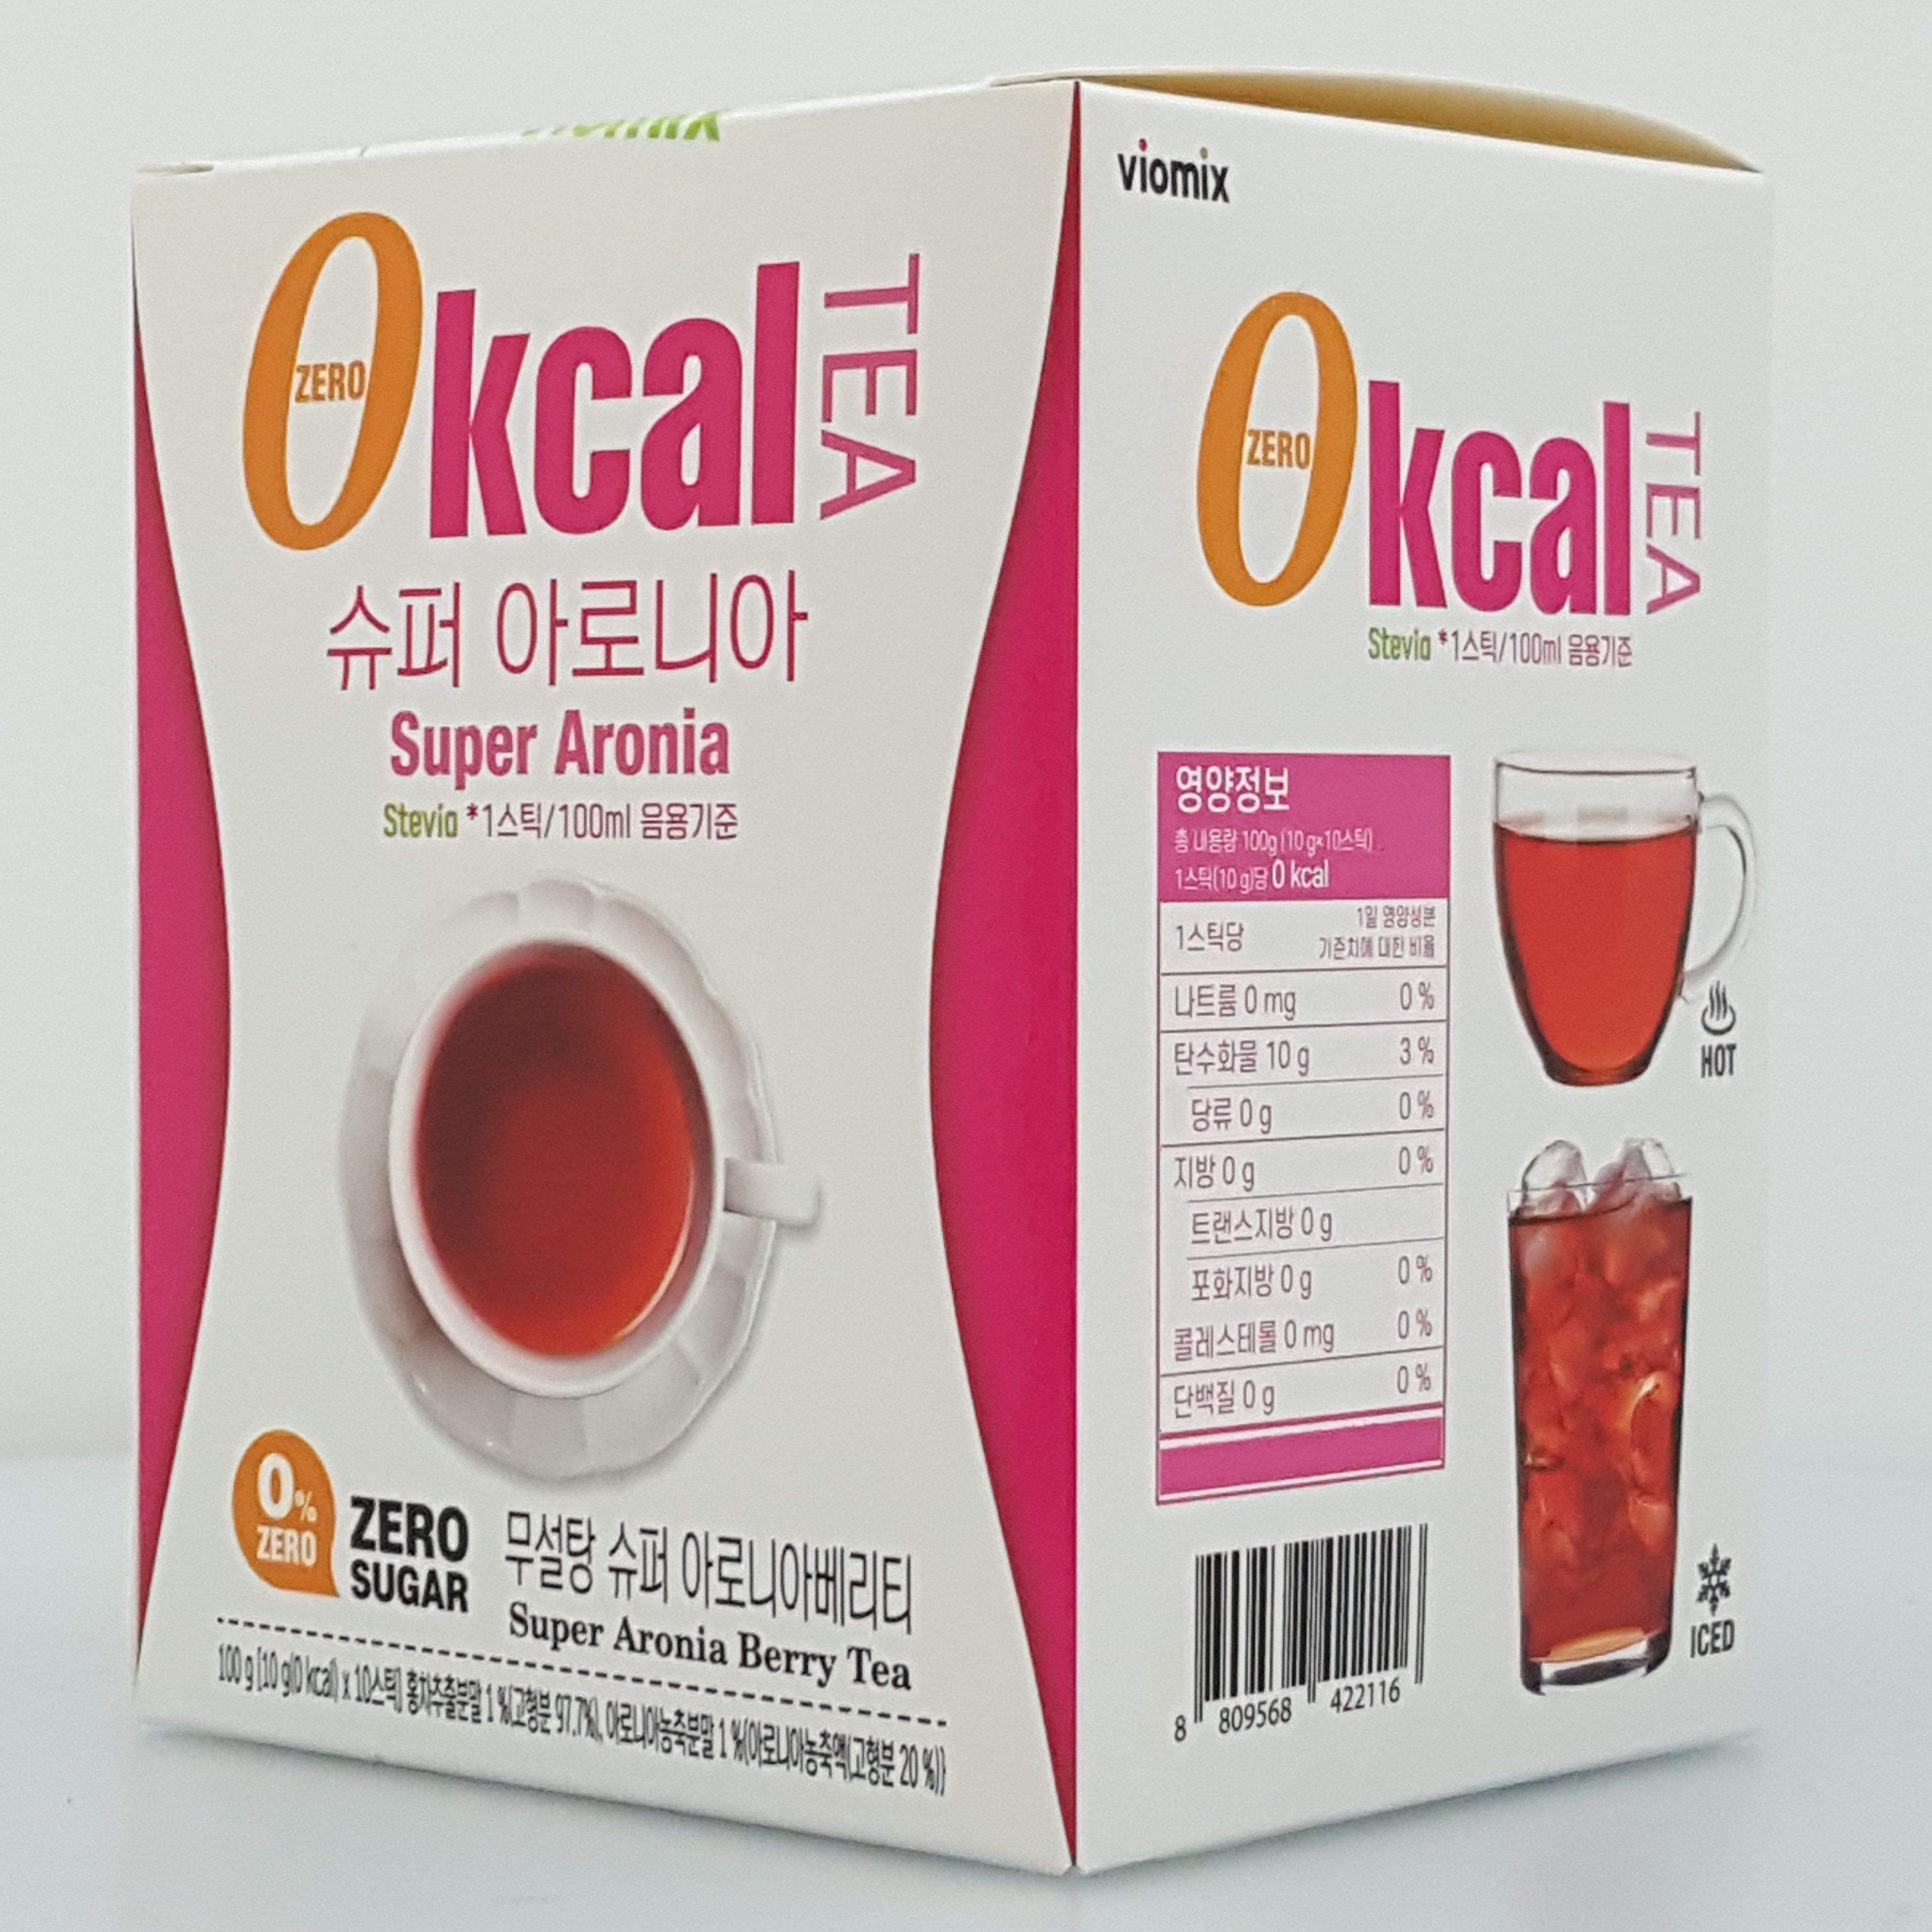 viomix
0 kcal TEA
ZERO
슈퍼 아로니아
Super Aronia
Stevia *1스틱/100ml 음용기준
0%
ZERO
ZERO
SUGAR
무설탕 슈퍼 아로니아베리티
Super Aronia Berry Tea
100 g [10 g(0 kcal) x 10스틱] 홍차추출분말 1 %(고형분 97.7%), 아로니아농축분말 1 %{아로니아농축액(고형분 20 %)}
viomix
0 kcal TEA
ZERO
Stevia *1스틱/100ml 음용기준
영양정보
총 내용량 100g (10 g×10스틱)
1스틱(10 g)당 0 kcal
1스틱당 1일 영양성분
기준치에 대한 비율
나트륨 0 mg 0 %
탄수화물 10 g 3 %
당류 0 g 0 %
지방 0 g 0 %
트랜스지방 0 g
포화지방 0 g 0 %
콜레스테롤 0 mg 0 %
단백질 0 g 0 %
HOT
ICED
8 809568 422116